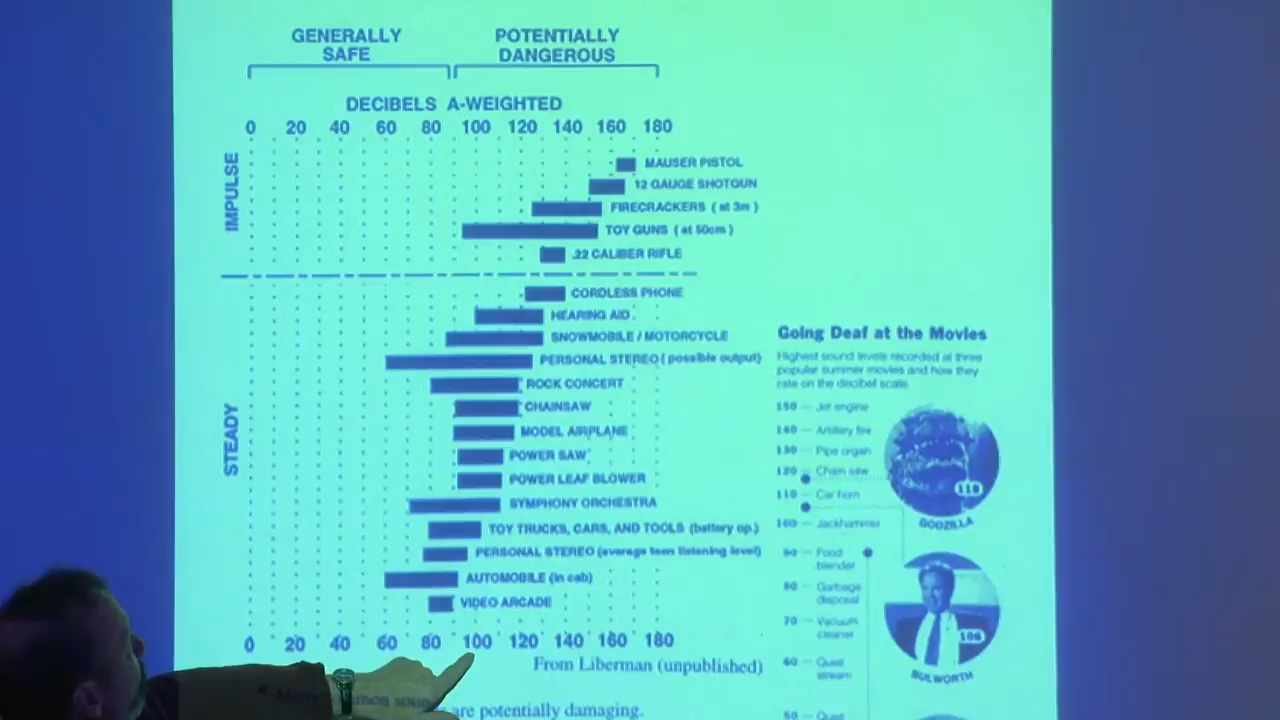 GENERALLY SAFE
POTENTIALLY DANGEROUS
DECIBELS A-WEIGHTED
0 20 40 60 80 100 120 140 160 180
IMPULSE
MAUSER PISTOL
12 GAUGE SHOTGUN
FIRECRACKERS (at 3m)
TOY GUNS (at 50cm)
.22 CALIBER RIFLE
STEADY
CORDLESS PHONE
HEARING AID
SNOWMOBILE / MOTORCYCLE
PERSONAL STEREO (possible output)
ROCK CONCERT
CHAINSAW
MODEL AIRPLANE
POWER SAW
POWER LEAF BLOWER
SYMPHONY ORCHESTRA
TOY TRUCKS, CARS, AND TOOLS (battery op.)
PERSONAL STEREO (average teen listening level)
AUTOMOBILE (in cab)
VIDEO ARCADE
0 20 40 60 80 100 120 140 160 180
From Liberman (unpublished)
are potentially damaging.
Going Deaf at the Movies
Highest sound levels recorded at three
popular summer movies and how they
rate on the decibel scale.
150 — Jet engine
140 — Artillery fire
130 — Pipe organ
120 — Chain saw
110 — Car horn
100 — Jackhammer
90 — Food blender
80 — Garbage disposal
70 — Vacuum cleaner
60 — Quiet stream
50 — Quiet
GODZILLA
106
BULWORTH